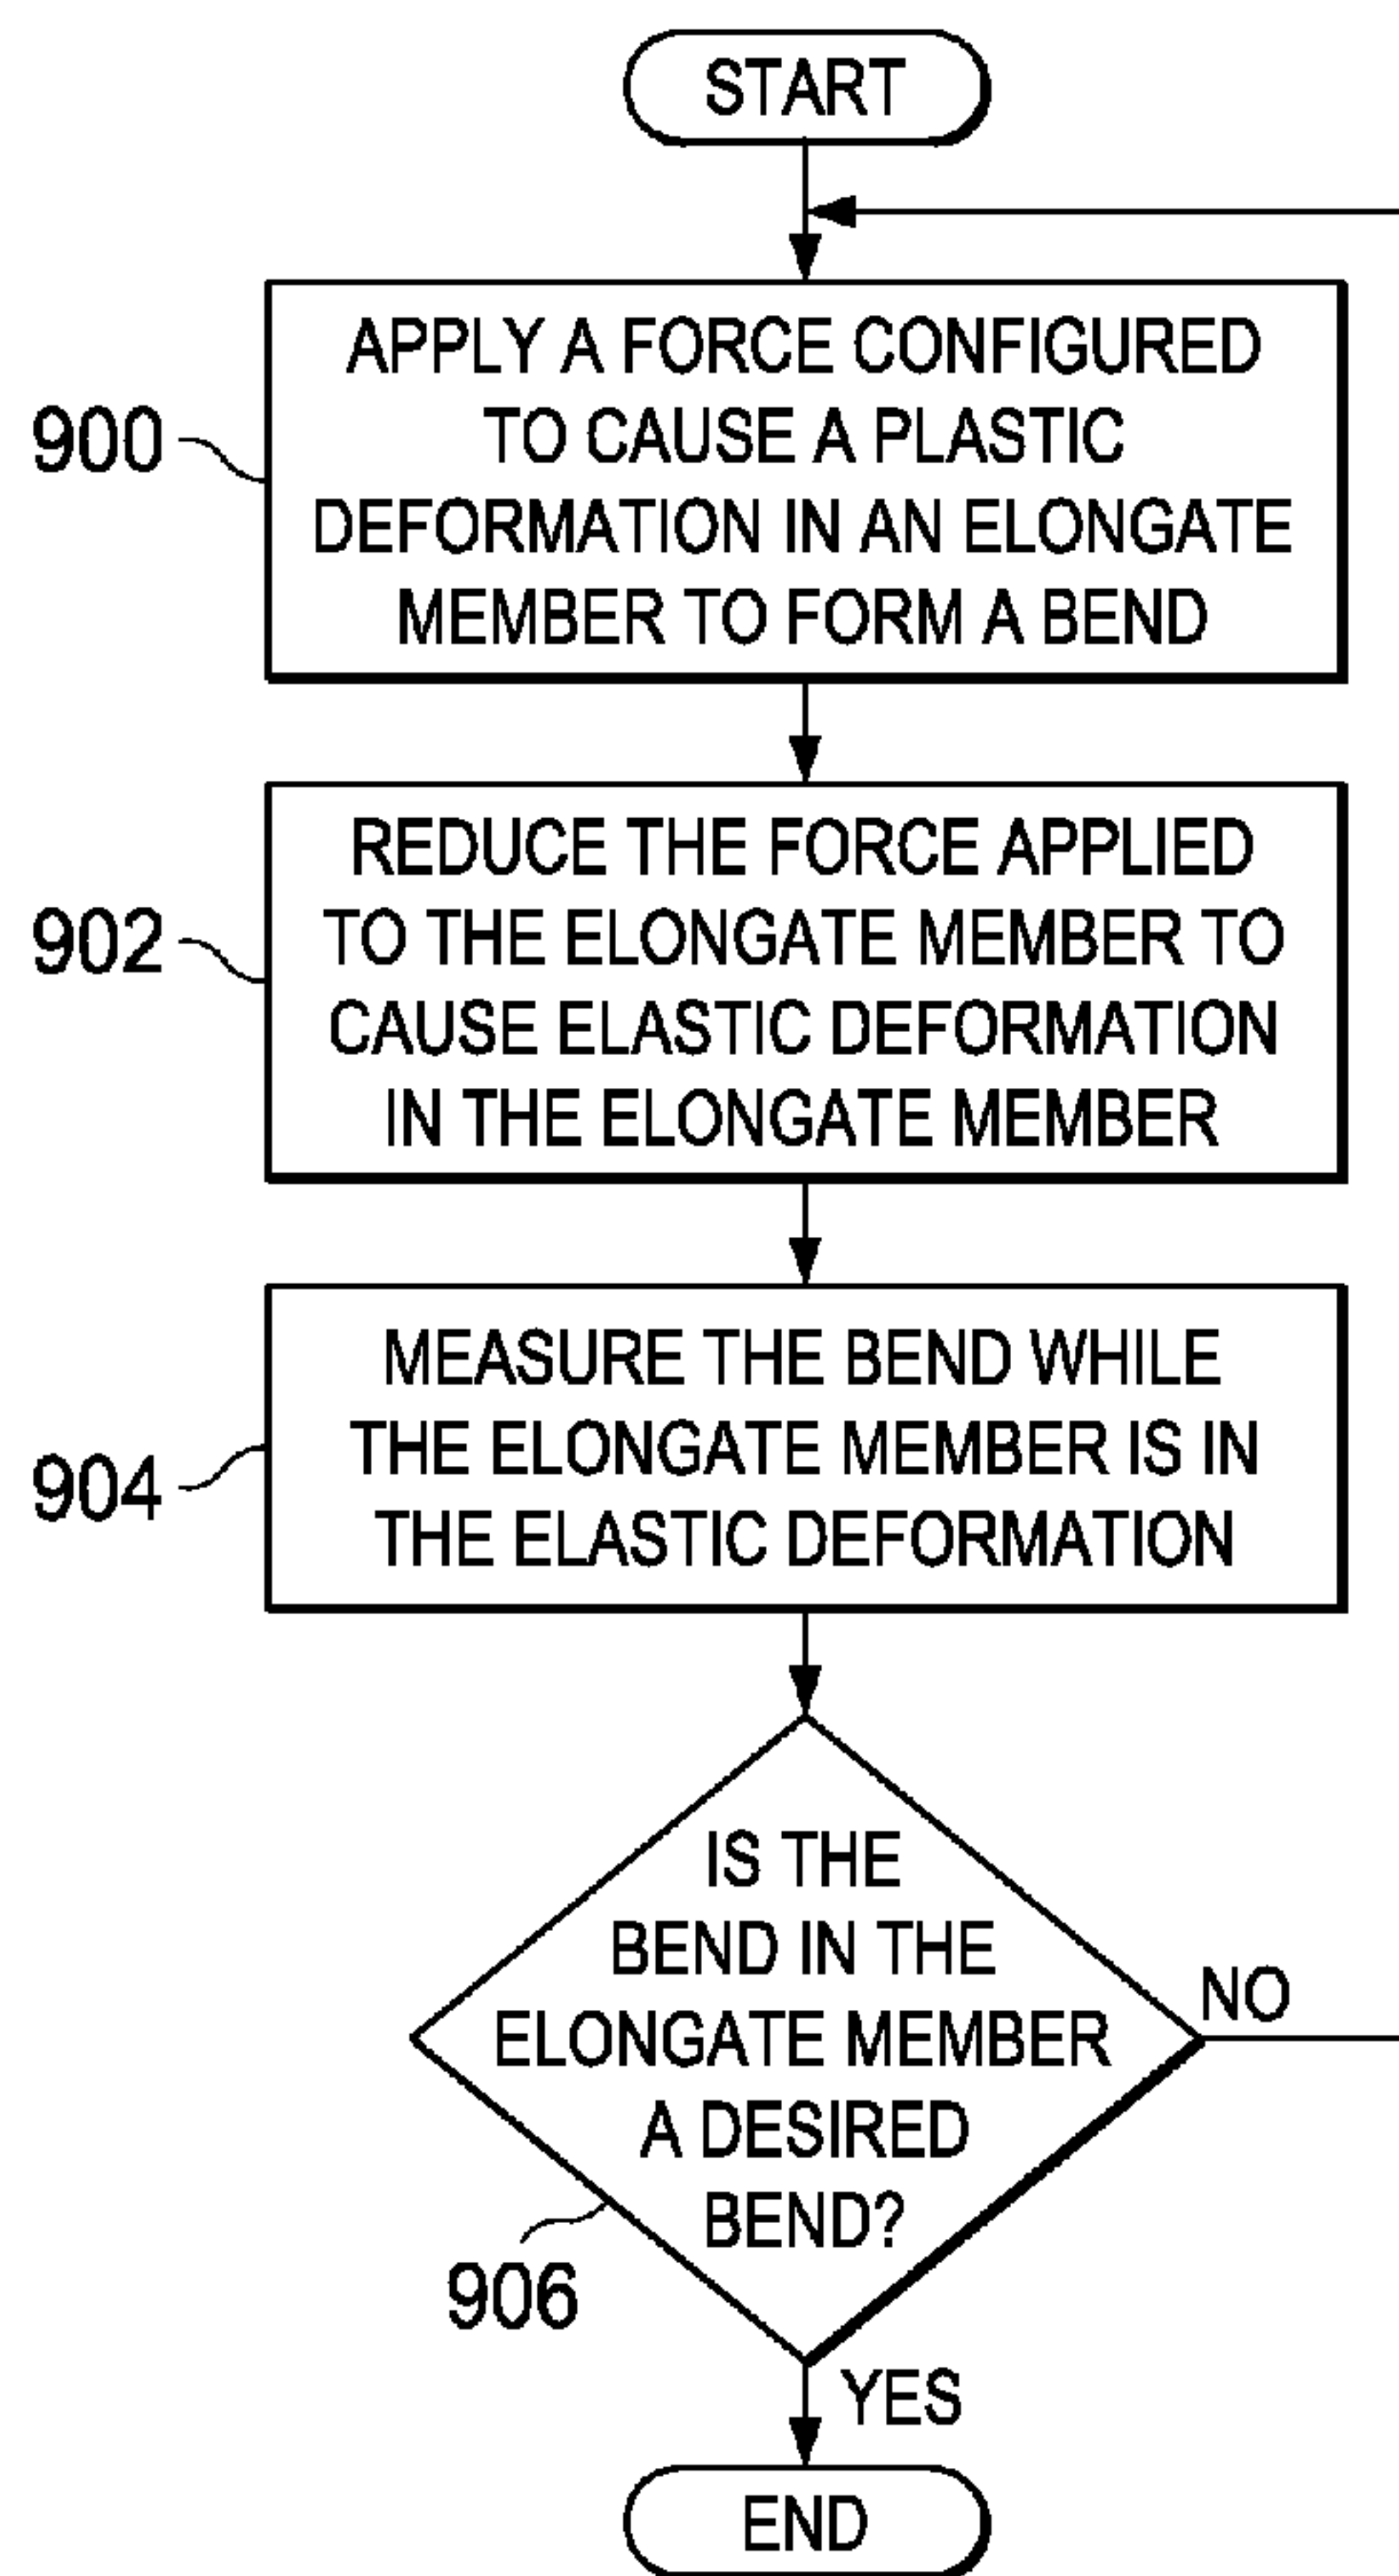 START
900
APPLY A FORCE CONFIGURED
TO CAUSE A PLASTIC
DEFORMATION IN AN ELONGATE
MEMBER TO FORM A BEND
902
REDUCE THE FORCE APPLIED
TO THE ELONGATE MEMBER TO
CAUSE ELASTIC DEFORMATION
IN THE ELONGATE MEMBER
904
MEASURE THE BEND WHILE
THE ELONGATE MEMBER IS IN
THE ELASTIC DEFORMATION
IS THE
BEND IN THE
ELONGATE MEMBER
A DESIRED
BEND?
NO
906
YES
END